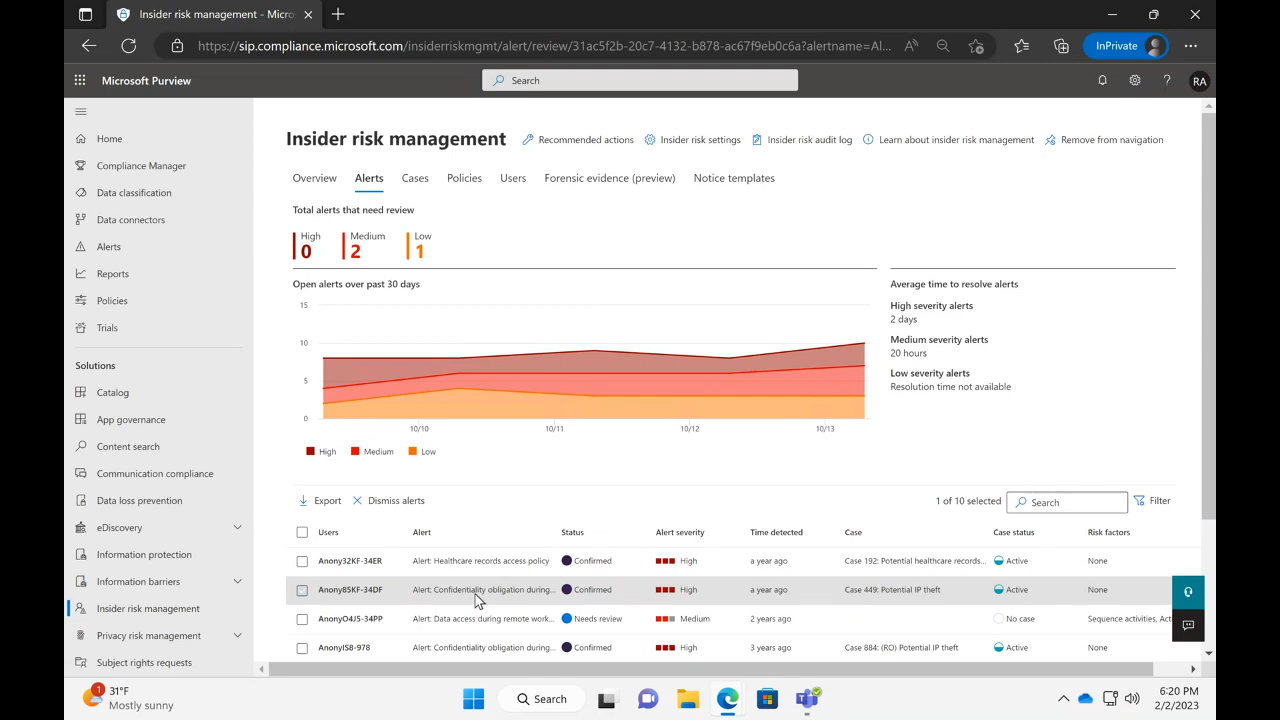 Insider risk management - Micro
https://sip.compliance.microsoft.com/insiderriskmgmt/alert/review/31ac5f2b-20c7-4132-b878-ac67f9eb0c6a?alertname=Al...
InPrivate
Microsoft Purview
Search
RA
Home
Compliance Manager
Data classification
Data connectors
Alerts
Reports
Policies
Trials
Solutions
Catalog
App governance
Content search
Communication compliance
Data loss prevention
eDiscovery
Information protection
Information barriers
Insider risk management
Privacy risk management
Subject rights requests
Insider risk management
Recommended actions
Insider risk settings
Insider risk audit log
Learn about insider risk management
Remove from navigation
Overview Alerts Cases Policies Users Forensic evidence (preview) Notice templates
Total alerts that need review
High Medium Low
0 2 1
Open alerts over past 30 days
15
10
5
0
10/10 10/11 10/12 10/13
High Medium Low
Average time to resolve alerts
High severity alerts
2 days
Medium severity alerts
20 hours
Low severity alerts
Resolution time not available
Export Dismiss alerts 1 of 10 selected Search Filter
Users Alert Status Alert severity Time detected Case Case status Risk factors
Anony32KF-34ER Alert: Healthcare records access policy Confirmed High a year ago Case 192: Potential healthcare records... Active None
Anony85KF-34DF Alert: Confidentiality obligation during... Confirmed High a year ago Case 449: Potential IP theft Active None
AnonyO4J5-34PP Alert: Data access during remote work... Needs review Medium 2 years ago No case Sequence activities, Act
AnonyIS8-978 Alert: Confidentiality obligation during... Confirmed High 3 years ago Case 884: (RO) Potential IP theft Active None
1
31°F
Mostly sunny
Search
6:20 PM
2/2/2023